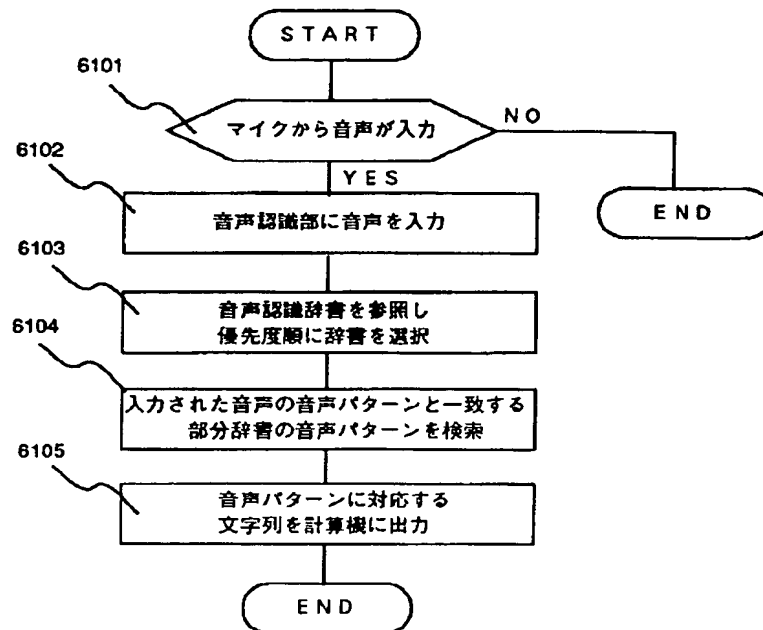 START
6101
マイクから音声が入力
NO
6102
YES
END
音声認識部に音声を入力
6103
音声認識辞書を参照し
優先度順に辞書を選択
6104
入力された音声の音声パターンと一致する
部分辞書の音声パターンを検索
6105
音声パターンに対応する
文字列を計算機に出力
END